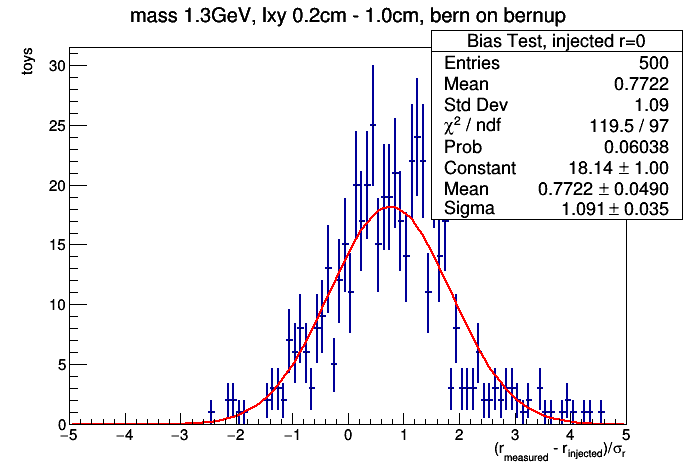 mass 1.3GeV, lxy 0.2cm - 1.0cm, bern on bernup
Bias Test, injected r=0
Entries 500
Mean 0.7722
Std Dev 1.09
χ² / ndf 119.5 / 97
Prob 0.06038
Constant 18.14 ± 1.00
Mean 0.7722 ± 0.0490
Sigma 1.091 ± 0.035
toys
30
25
20
15
10
5
0
−5 −4 −3 −2 −1 0 1 2 3 4 5
(r_measured - r_injected)/σ_r